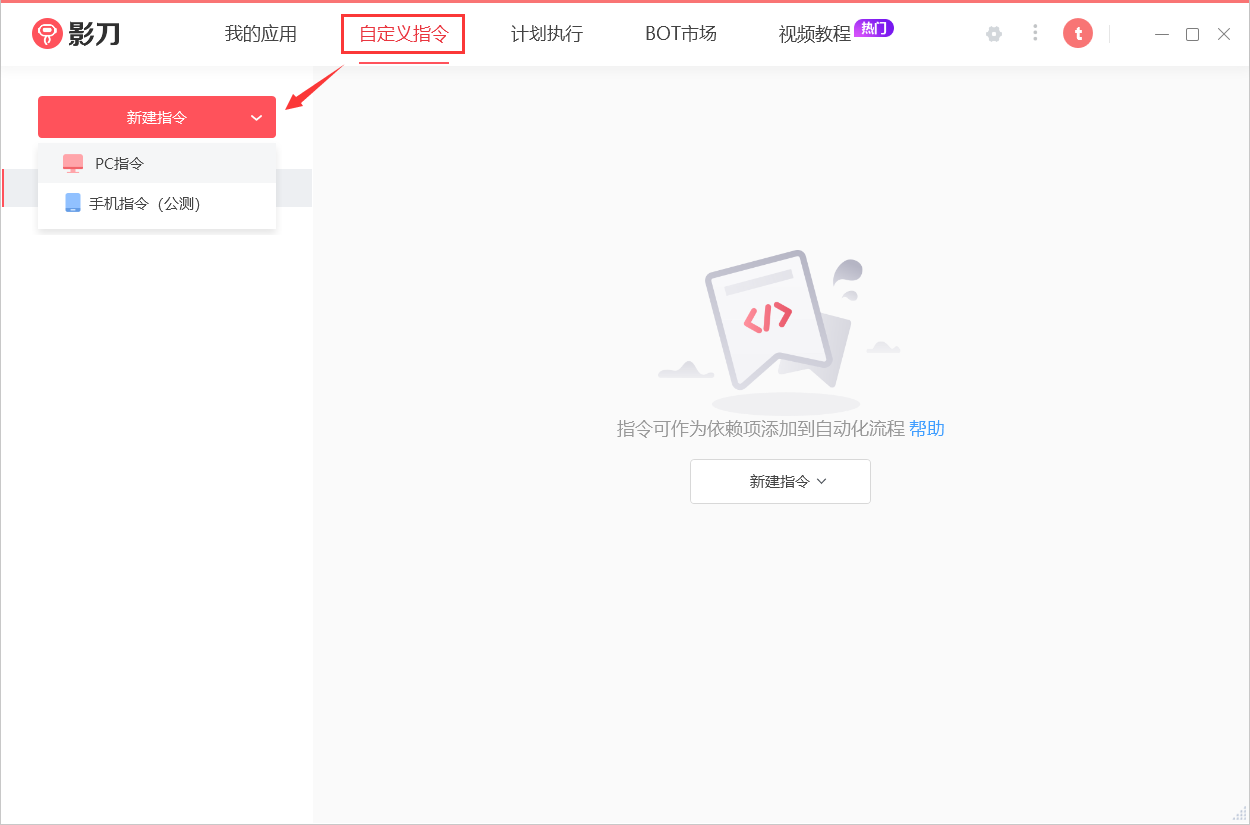 影刀
我的应用
自定义指令
计划执行
BOT市场
视频教程
热门
t
新建指令
PC指令
手机指令（公测）
</>
指令可作为依赖项添加到自动化流程 帮助
新建指令